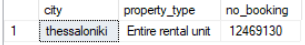 city property_type no_booking
1 thessaloniki Entire rental unit 12469130